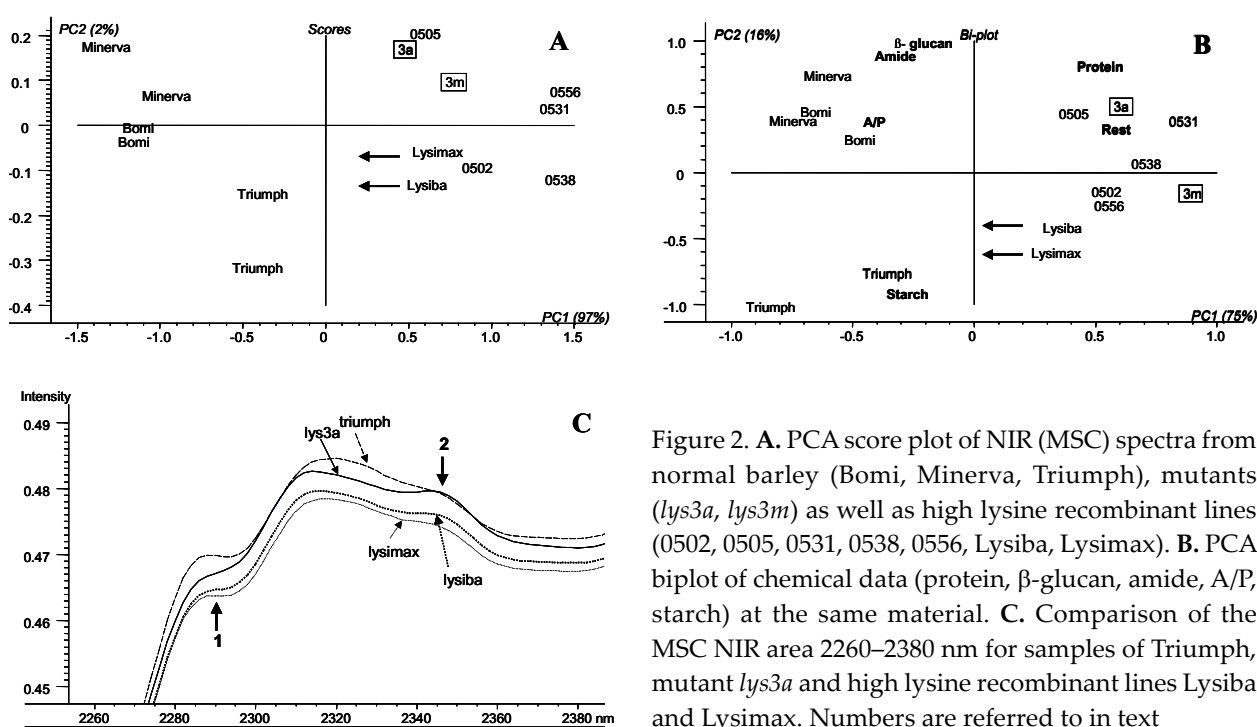 PC2 (2%)
Scores
A
0.2
0.1
0
-0.1
-0.2
-0.3
-0.4
Minerva
0505
3a
3m
Minerva
0556
0531
Bomi
Bomi
Lysimax
0502
Lysiba
0538
Triumph
Triumph
PC1 (97%)
-1.5
-1.0
-0.5
0
0.5
1.0
1.5
PC2 (16%)
Bi-plot
B
1.0
0.5
0
-0.5
-1.0
β- glucan
Amide
Protein
Minerva
3a
Bomi
0505
Minerva
A/P
0531
Rest
Bomi
0538
0502
3m
0556
Lysiba
Lysimax
Triumph
Starch
Triumph
PC1 (75%)
-1.0
-0.5
0
0.5
1.0
Intensity
C
0.49
0.48
0.47
0.46
0.45
triumph
lys3a
2
lysimax
lysiba
1
2260
2280
2300
2320
2340
2360
2380 nm
Figure 2. A. PCA score plot of NIR (MSC) spectra from
normal barley (Bomi, Minerva, Triumph), mutants
(lys3a, lys3m) as well as high lysine recombinant lines
(0502, 0505, 0531, 0538, 0556, Lysiba, Lysimax). B. PCA
biplot of chemical data (protein, β-glucan, amide, A/P,
starch) at the same material. C. Comparison of the
MSC NIR area 2260–2380 nm for samples of Triumph,
mutant lys3a and high lysine recombinant lines Lysiba
and Lysimax. Numbers are referred to in text